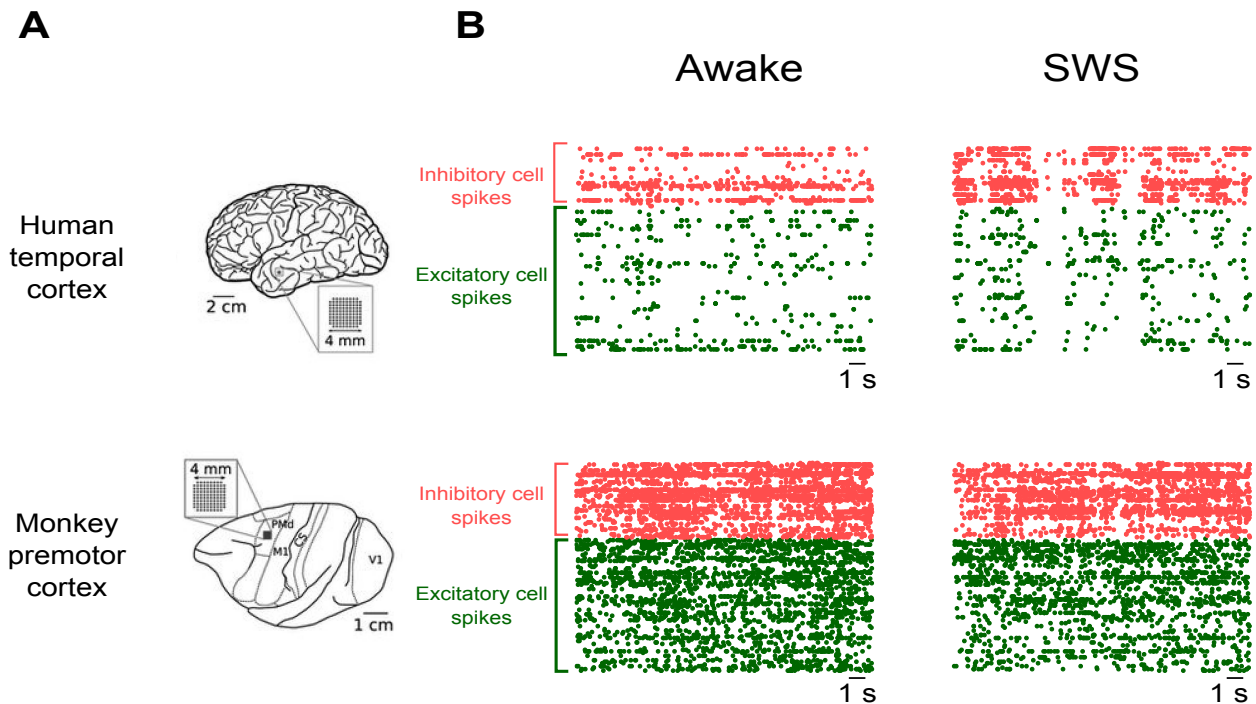 A
B
Awake
SWS
Human
temporal
cortex
2 cm
4 mm
Inhibitory cell
spikes
Excitatory cell
spikes
1 s
1 s
Monkey
premotor
cortex
4 mm
PMd
M1
CS
V1
1 cm
Inhibitory cell
spikes
Excitatory cell
spikes
1 s
1 s